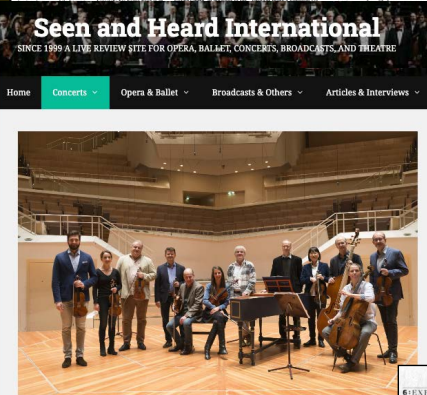 Seen and Heard International
SINCE 1999 A LIVE REVIEW SITE FOR OPERA, BALLET, CONCERTS, BROADCASTS, AND THEATRE
Home Concerts Opera & Ballet Broadcasts & Others Articles & Interviews